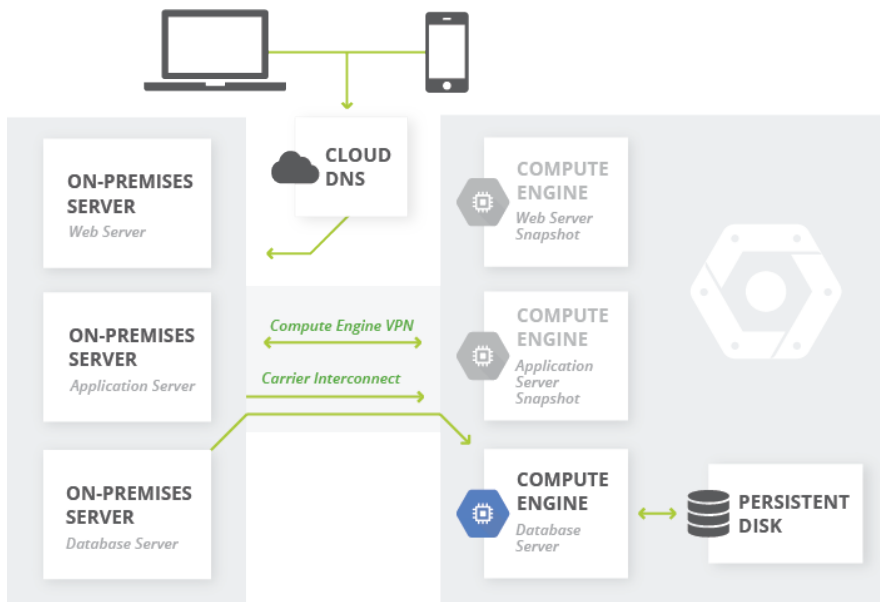 CLOUD
DNS
ON-PREMISES
SERVER
Web Server
ON-PREMISES
SERVER
Application Server
ON-PREMISES
SERVER
Database Server
Compute Engine VPN
Carrier Interconnect
COMPUTE
ENGINE
Web Server
Snapshot
COMPUTE
ENGINE
Application
Server
Snapshot
COMPUTE
ENGINE
Database
Server
PERSISTENT
DISK